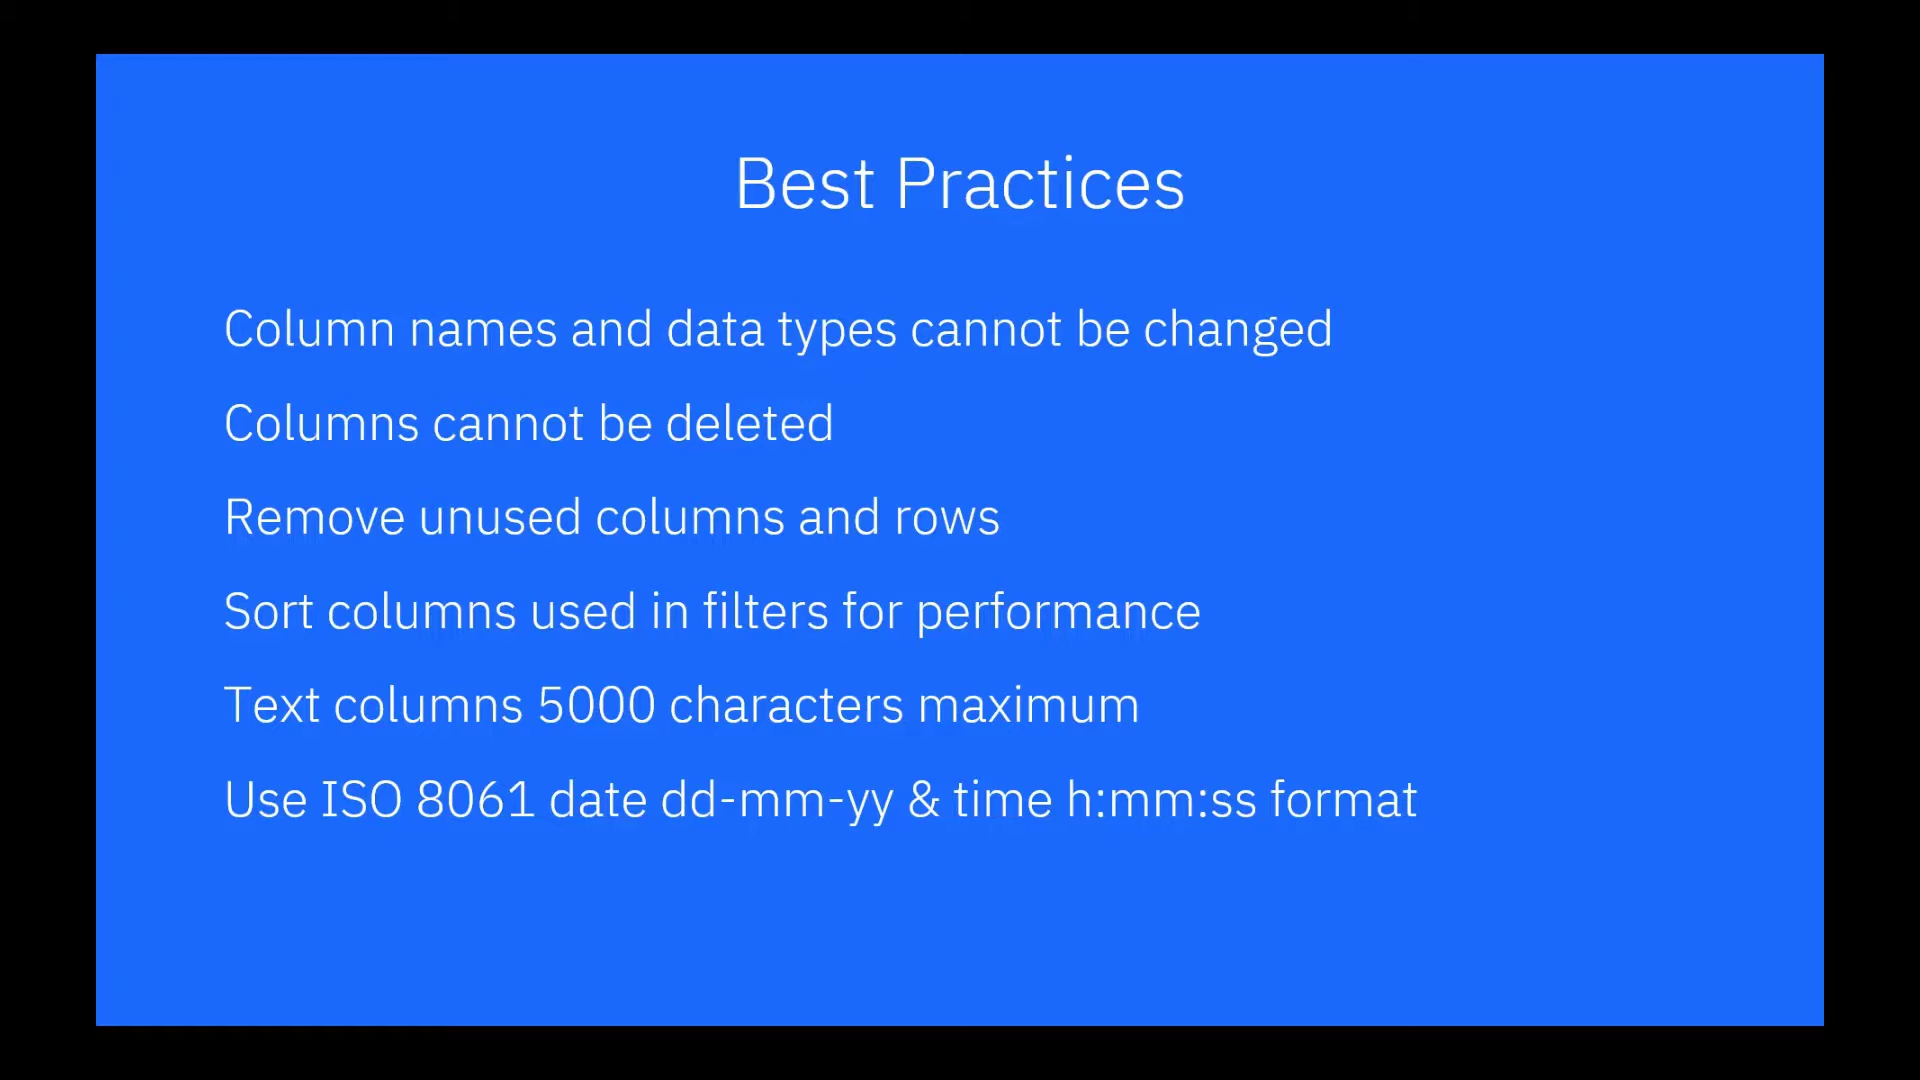 Best Practices
Column names and data types cannot be changed
Columns cannot be deleted
Remove unused columns and rows
Sort columns used in filters for performance
Text columns 5000 characters maximum
Use ISO 8061 date dd-mm-yy & time h:mm:ss format